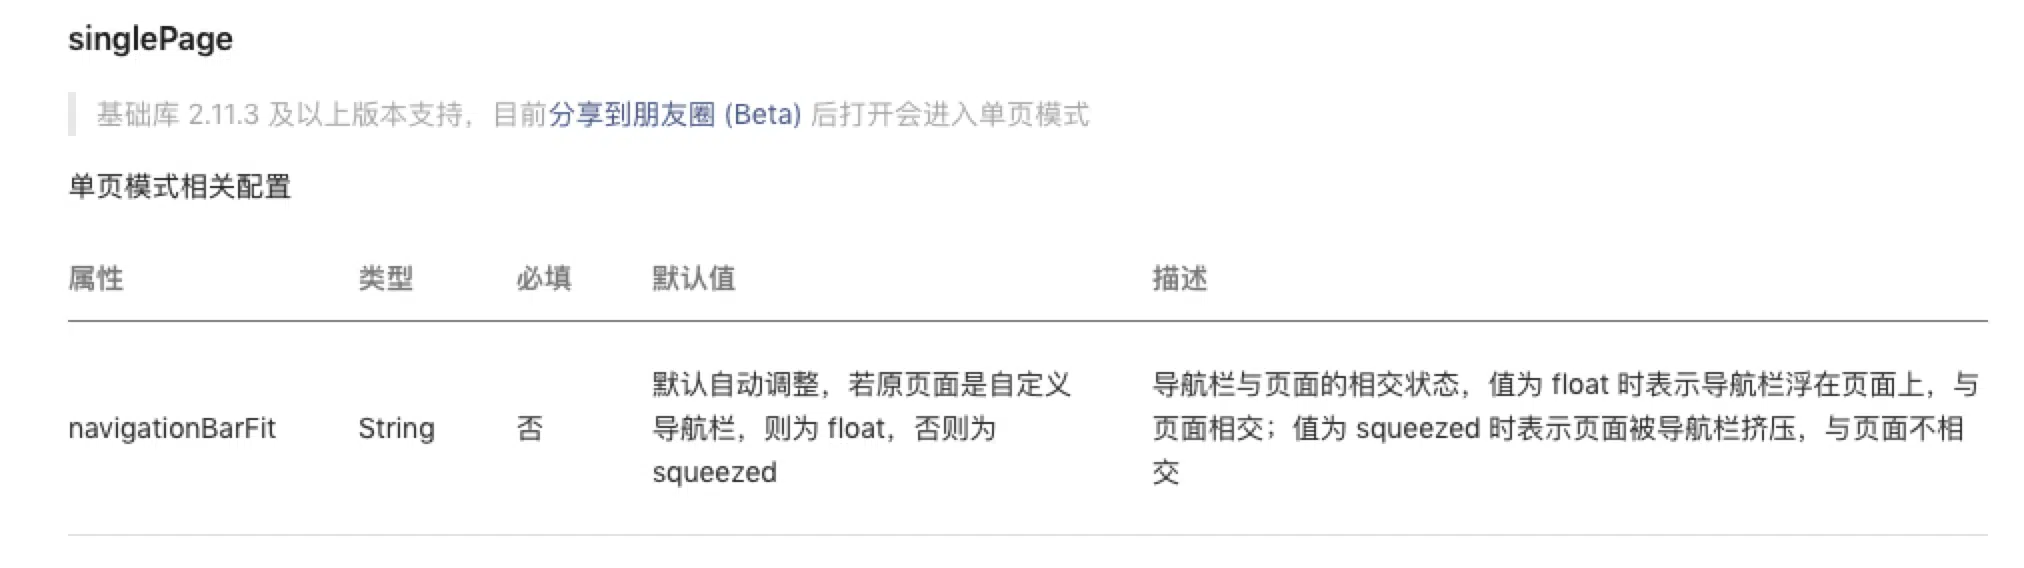 singlePage
基础库 2.11.3 及以上版本支持，目前分享到朋友圈 (Beta) 后打开会进入单页模式
单页模式相关配置
属性 类型 必填 默认值 描述
navigationBarFit String 否
默认自动调整，若原页面是自定义
导航栏，则为 float，否则为
squeezed
导航栏与页面的相交状态，值为 float 时表示导航栏浮在页面上，与
页面相交；值为 squeezed 时表示页面被导航栏挤压，与页面不相
交